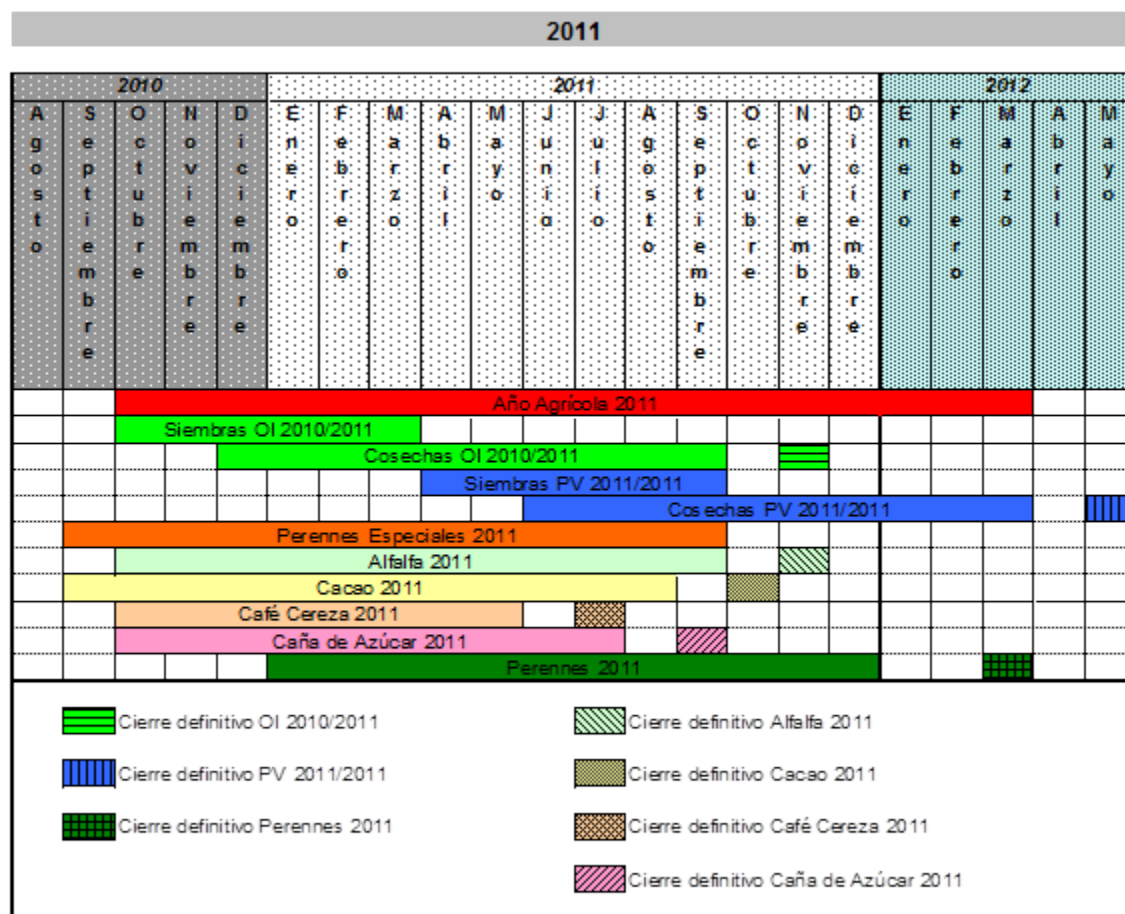 2011
2010 2011 2012
Agosto Septiembre Octubre Noviembre Diciembre Enero Febrero Marzo Abril Mayo Junio Julio Agosto Septiembre Octubre Noviembre Diciembre Enero Febrero Marzo Abril Mayo
Año Agrícola 2011
Siembras OI 2010/2011
Cosechas OI 2010/2011
Siembras PV 2011/2011
Cosechas PV 2011/2011
Perennes Especiales 2011
Alfalfa 2011
Cacao 2011
Café Cereza 2011
Caña de Azúcar 2011
Perennes 2011
Cierre definitivo OI 2010/2011
Cierre definitivo PV 2011/2011
Cierre definitivo Perennes 2011
Cierre definitivo Alfalfa 2011
Cierre definitivo Cacao 2011
Cierre definitivo Café Cereza 2011
Cierre definitivo Caña de Azúcar 2011